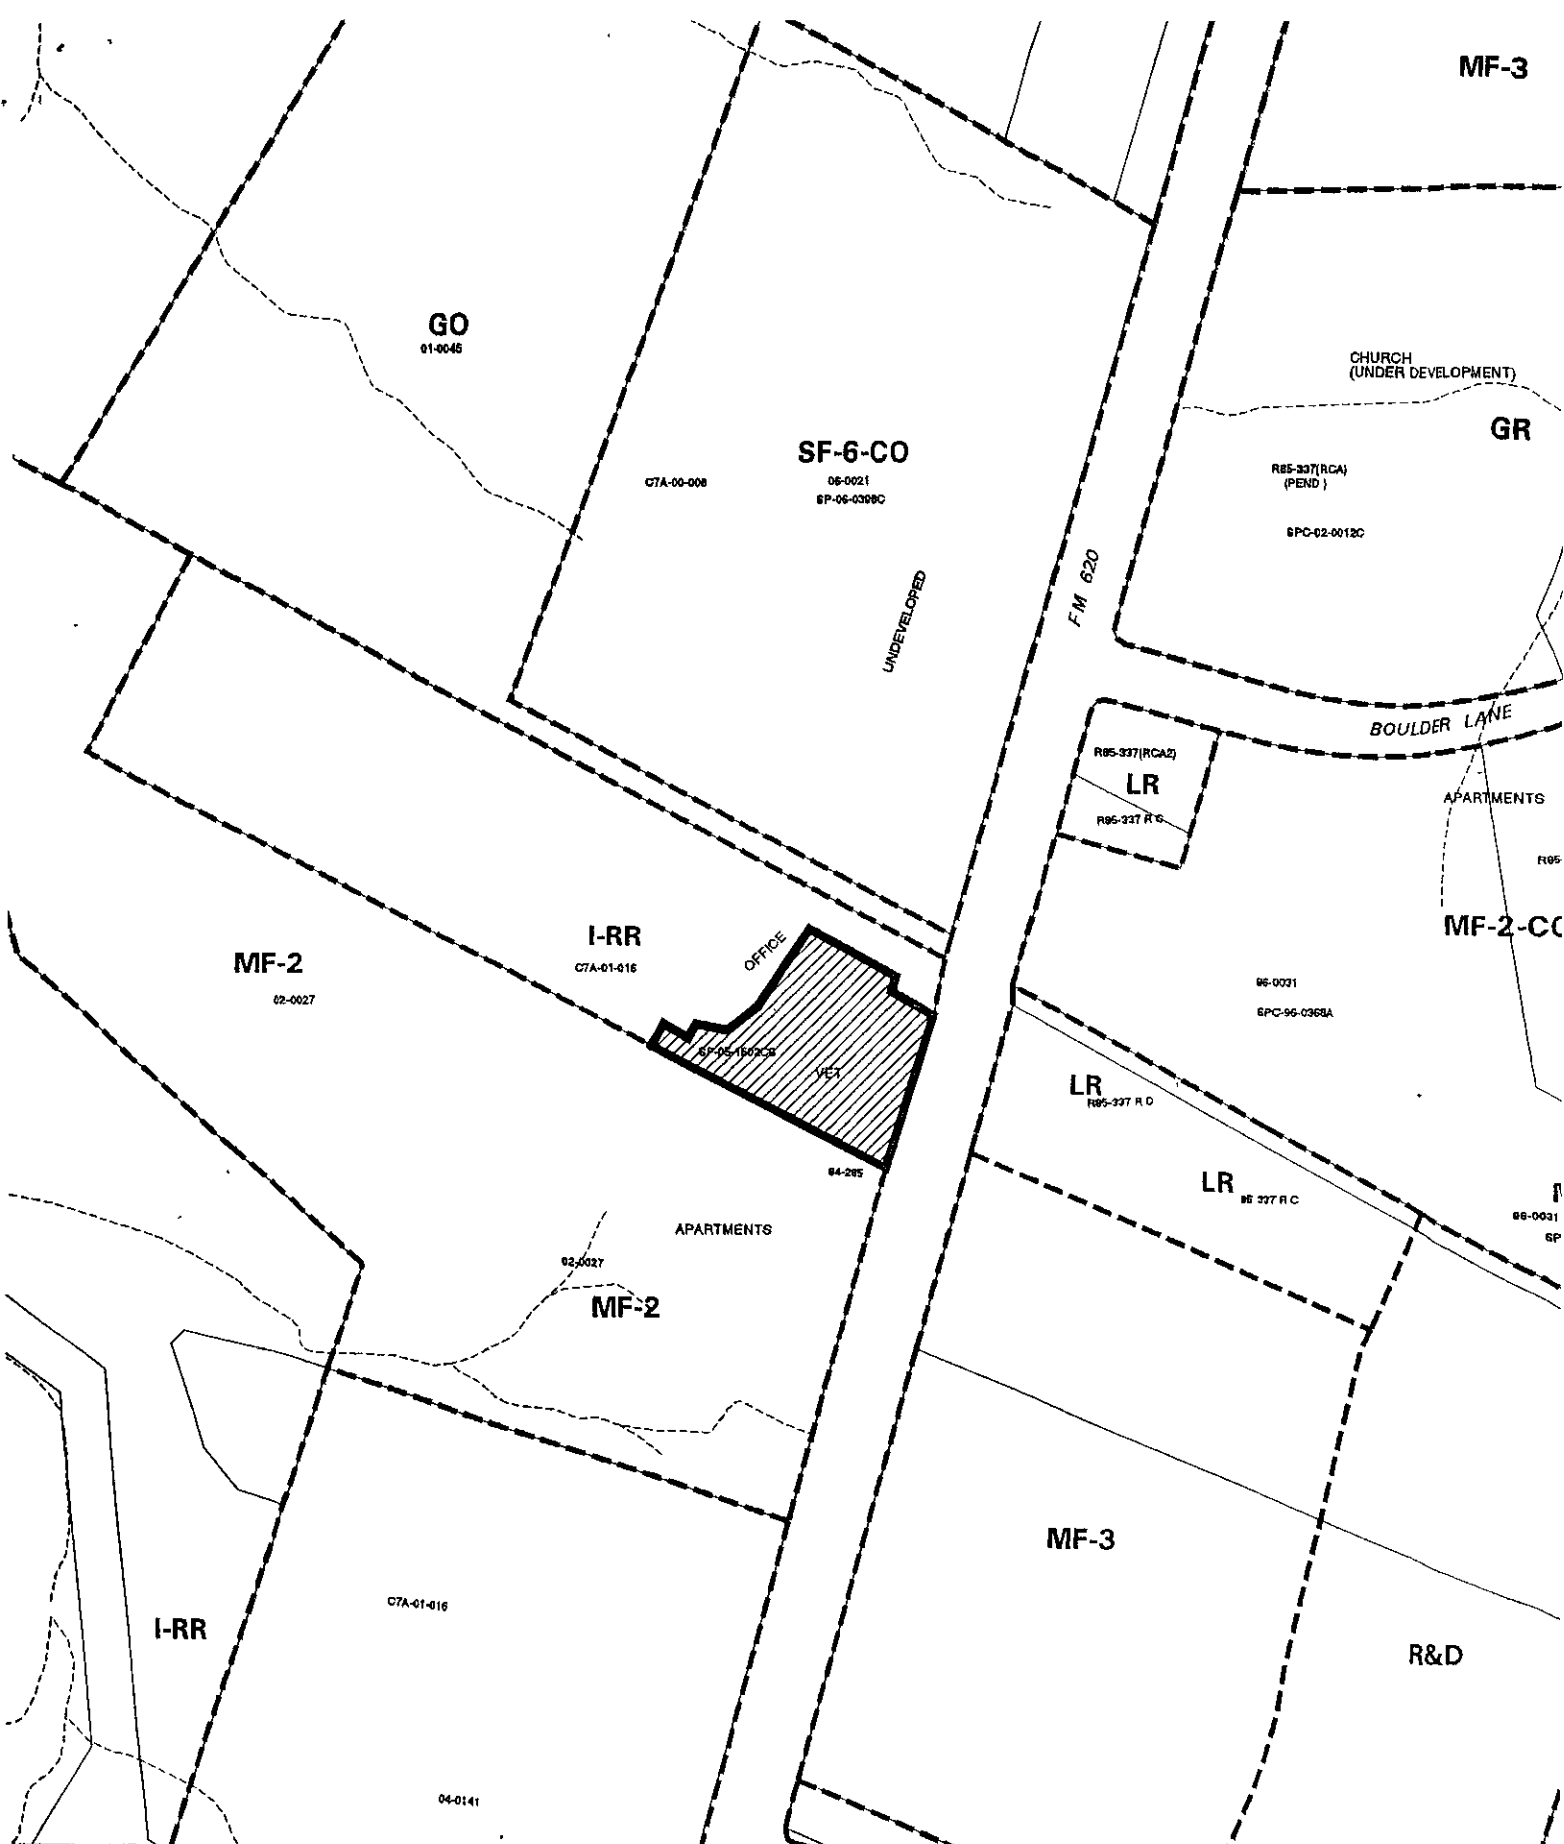 MF-3
GO
01-0045
CHURCH
(UNDER DEVELOPMENT)
GR
SF-6-CO
06-0021
SP-06-0398C
C7A-00-008
R85-337(RCA)
(PEND )
SPC-02-0012C
FM 620
UNDEVELOPED
BOULDER LANE
R85-337(RCA2)
LR
R85-337 R C
APARTMENTS
R85-
MF-2-CO
I-RR
C7A-01-016
OFFICE
MF-2
02-0027
96-0031
SPC-96-0368A
VET
LR
R85-337 R D
84-285
LR
85 337 R C
96-0031
SP
APARTMENTS
02-0027
MF-2
MF-3
C7A-01-016
I-RR
R&D
04-0141